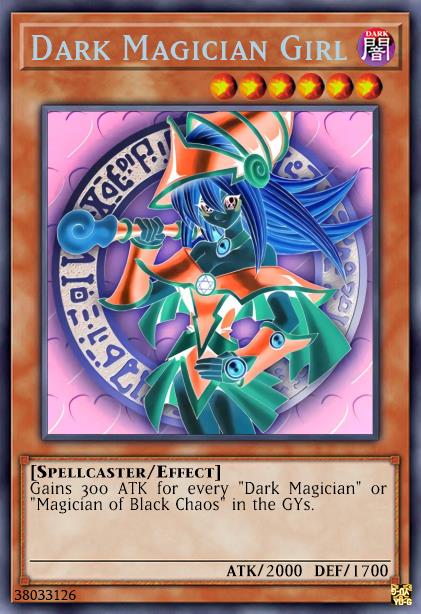 DARK MAGICIAN GIRL
DARK
闇
[SPELLCASTER/EFFECT]
Gains 300 ATK for every "Dark Magician" or
"Magician of Black Chaos" in the GYs.
ATK/2000 DEF/1700
38033126